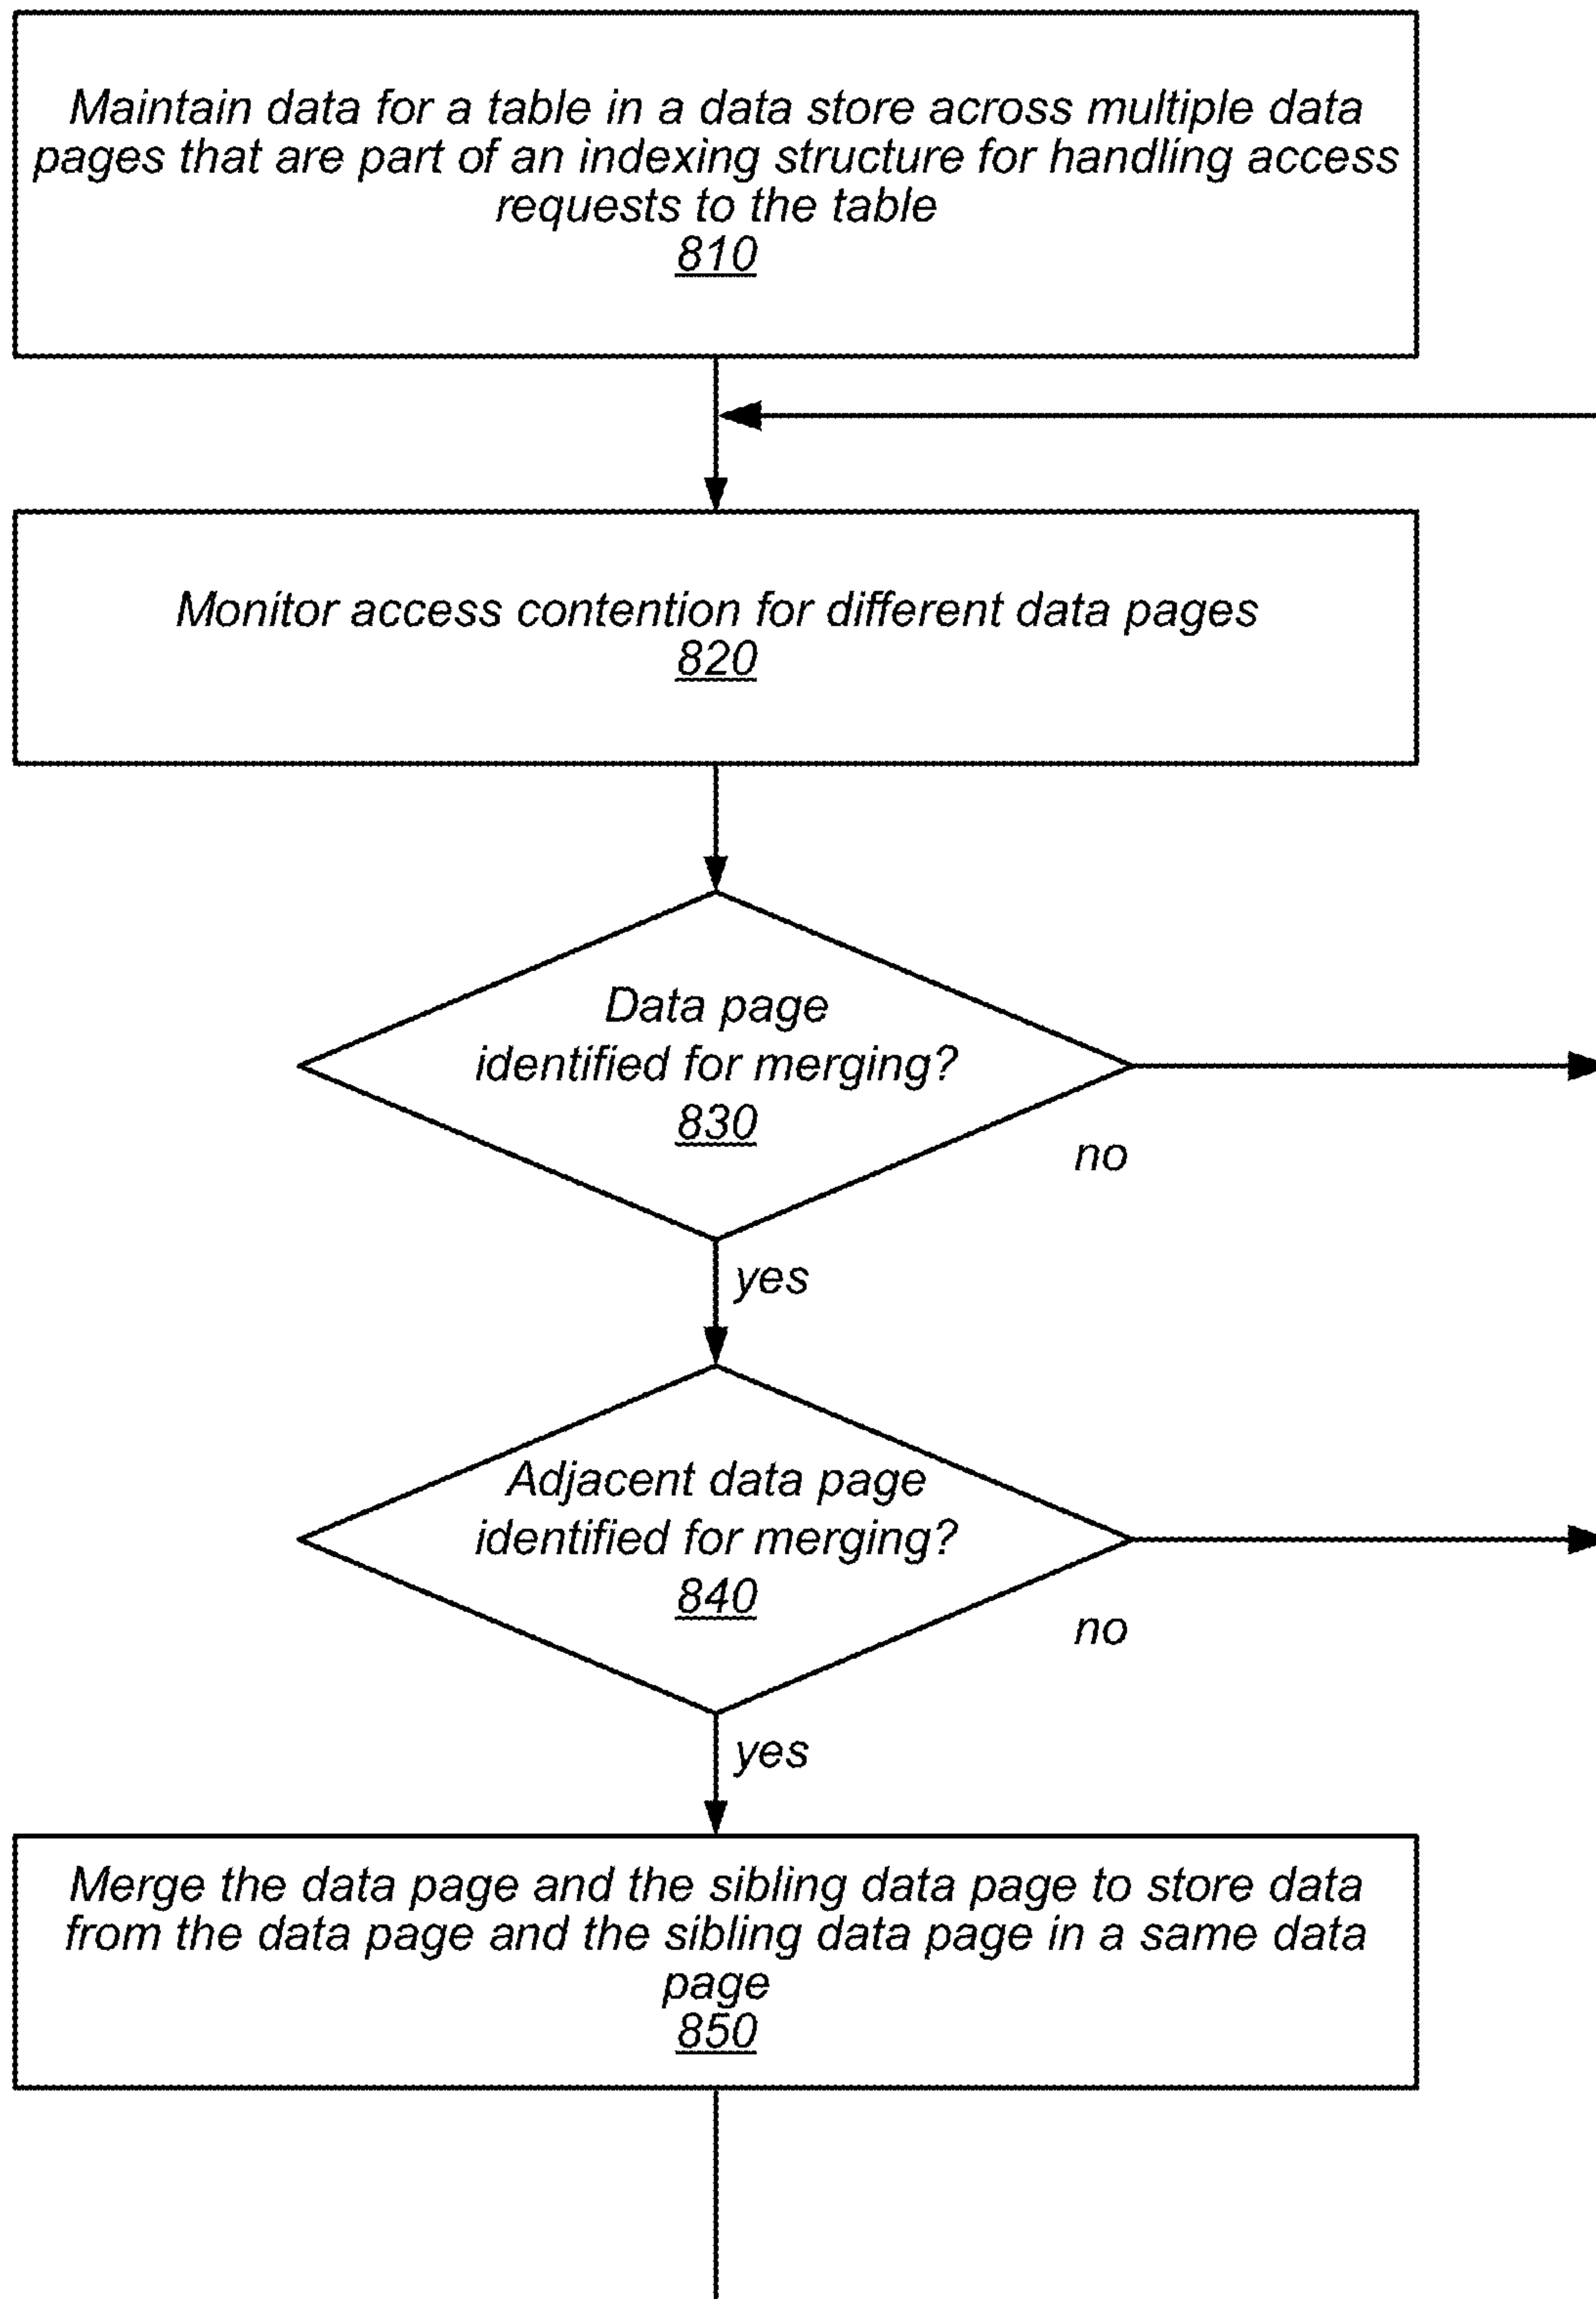 Maintain data for a table in a data store across multiple data
pages that are part of an indexing structure for handling access
requests to the table
810
Monitor access contention for different data pages
820
Data page
identified for merging?
830
no
yes
Adjacent data page
identified for merging?
840
no
yes
Merge the data page and the sibling data page to store data
from the data page and the sibling data page in a same data
page
850